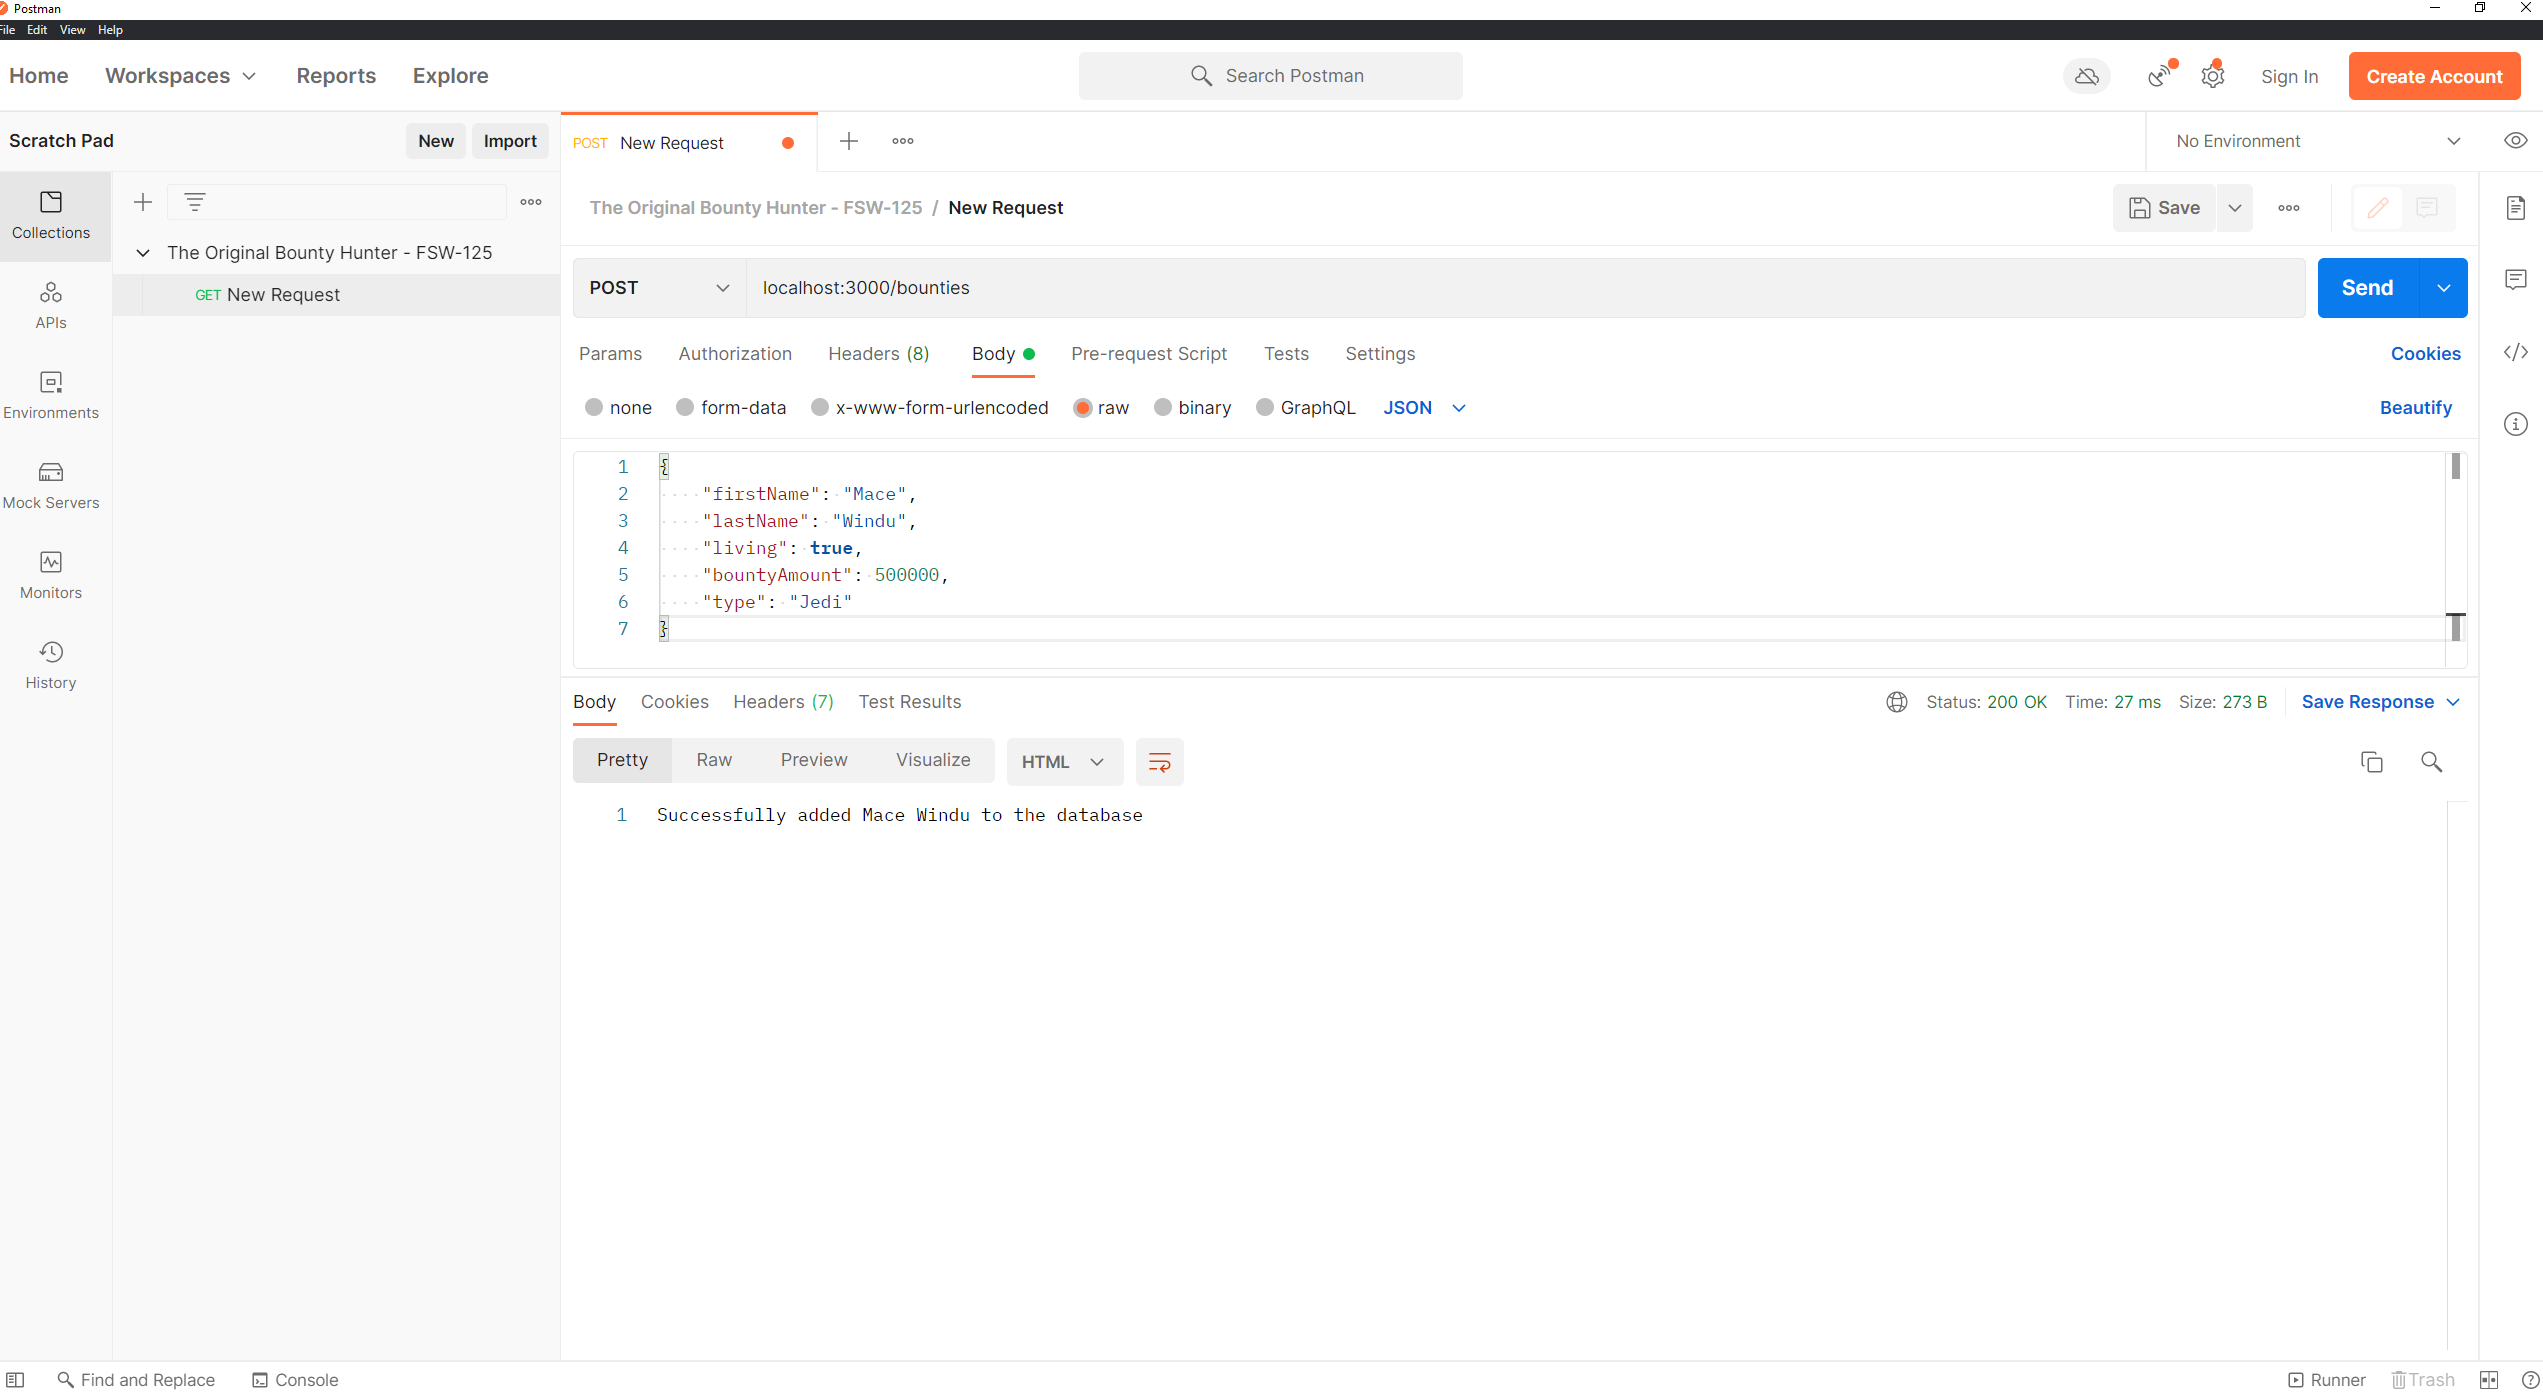 Postman
File Edit View Help
Home Workspaces Reports Explore
Search Postman
Sign In Create Account
Scratch Pad New Import
POST New Request
No Environment
The Original Bounty Hunter - FSW-125 / New Request
Save
Collections
The Original Bounty Hunter - FSW-125
GET New Request
APIs
Environments
Mock Servers
Monitors
History
POST localhost:3000/bounties Send
Params Authorization Headers (8) Body Pre-request Script Tests Settings Cookies
none form-data x-www-form-urlencoded raw binary GraphQL JSON Beautify
1 {
2 "firstName": "Mace",
3 "lastName": "Windu",
4 "living": true,
5 "bountyAmount": 500000,
6 "type": "Jedi"
7 }
Body Cookies Headers (7) Test Results Status: 200 OK Time: 27 ms Size: 273 B Save Response
Pretty Raw Preview Visualize HTML
1 Successfully added Mace Windu to the database
Find and Replace Console Runner Trash